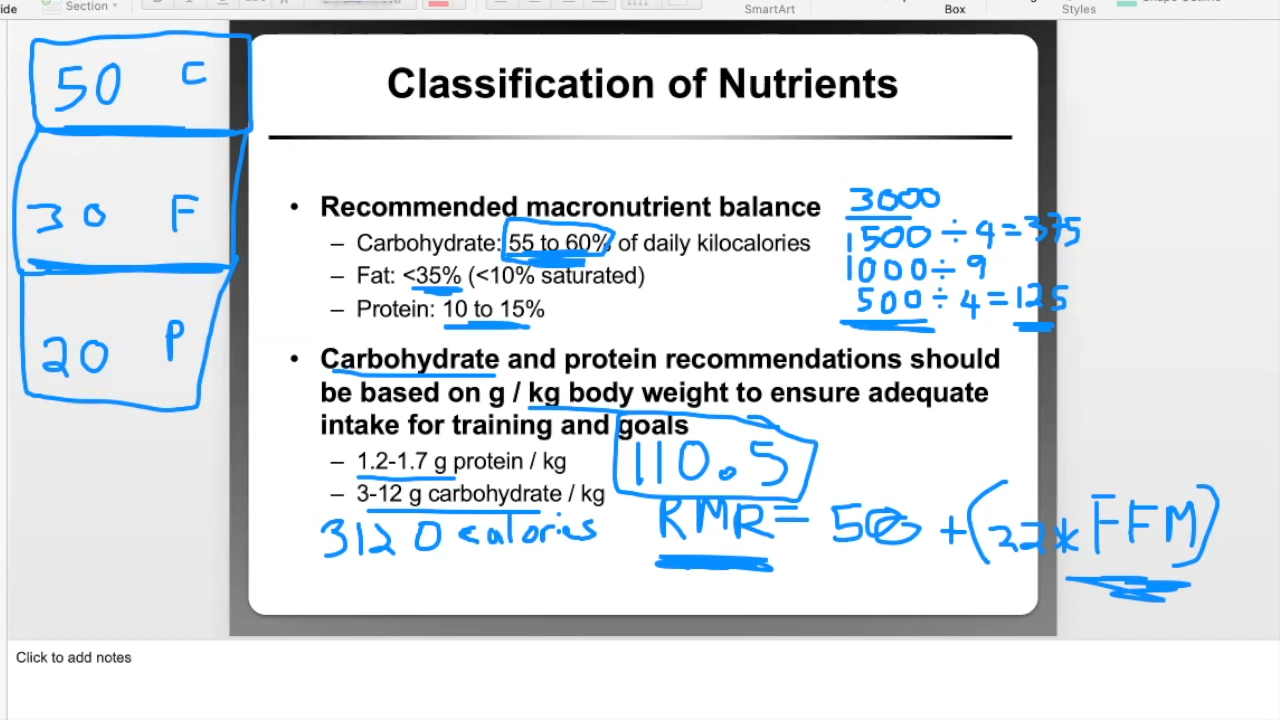 Section
SmartArt
Box
Styles
Classification of Nutrients
50 C
30 F
20 P
• Recommended macronutrient balance
– Carbohydrate: 55 to 60% of daily kilocalories
– Fat: <35% (<10% saturated)
– Protein: 10 to 15%
3000
1500 ÷ 4 = 375
1000 ÷ 9
500 ÷ 4 = 125
• Carbohydrate and protein recommendations should
be based on g / kg body weight to ensure adequate
intake for training and goals
– 1.2-1.7 g protein / kg
– 3-12 g carbohydrate / kg
110.5
3120 calories
RMR = 500 + (22* FFM)
Click to add notes